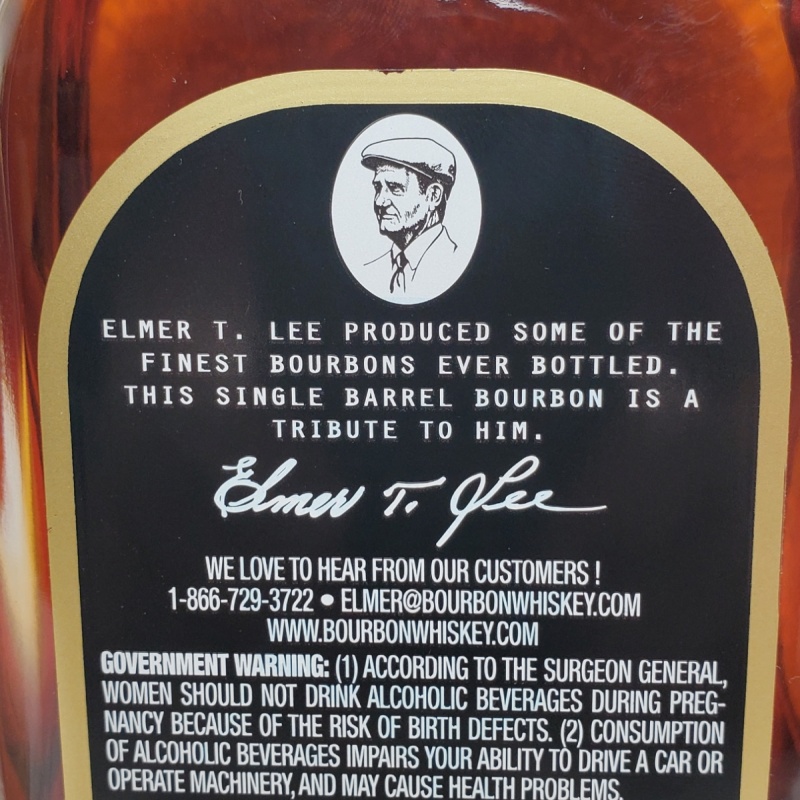 ELMER T. LEE PRODUCED SOME OF THE
FINEST BOURBONS EVER BOTTLED.
THIS SINGLE BARREL BOURBON IS A
TRIBUTE TO HIM.
Elmer T. Lee
WE LOVE TO HEAR FROM OUR CUSTOMERS !
1-866-729-3722 • ELMER@BOURBONWHISKEY.COM
WWW.BOURBONWHISKEY.COM
GOVERNMENT WARNING: (1) ACCORDING TO THE SURGEON GENERAL,
WOMEN SHOULD NOT DRINK ALCOHOLIC BEVERAGES DURING PREG-
NANCY BECAUSE OF THE RISK OF BIRTH DEFECTS. (2) CONSUMPTION
OF ALCOHOLIC BEVERAGES IMPAIRS YOUR ABILITY TO DRIVE A CAR OR
OPERATE MACHINERY, AND MAY CAUSE HEALTH PROBLEMS.